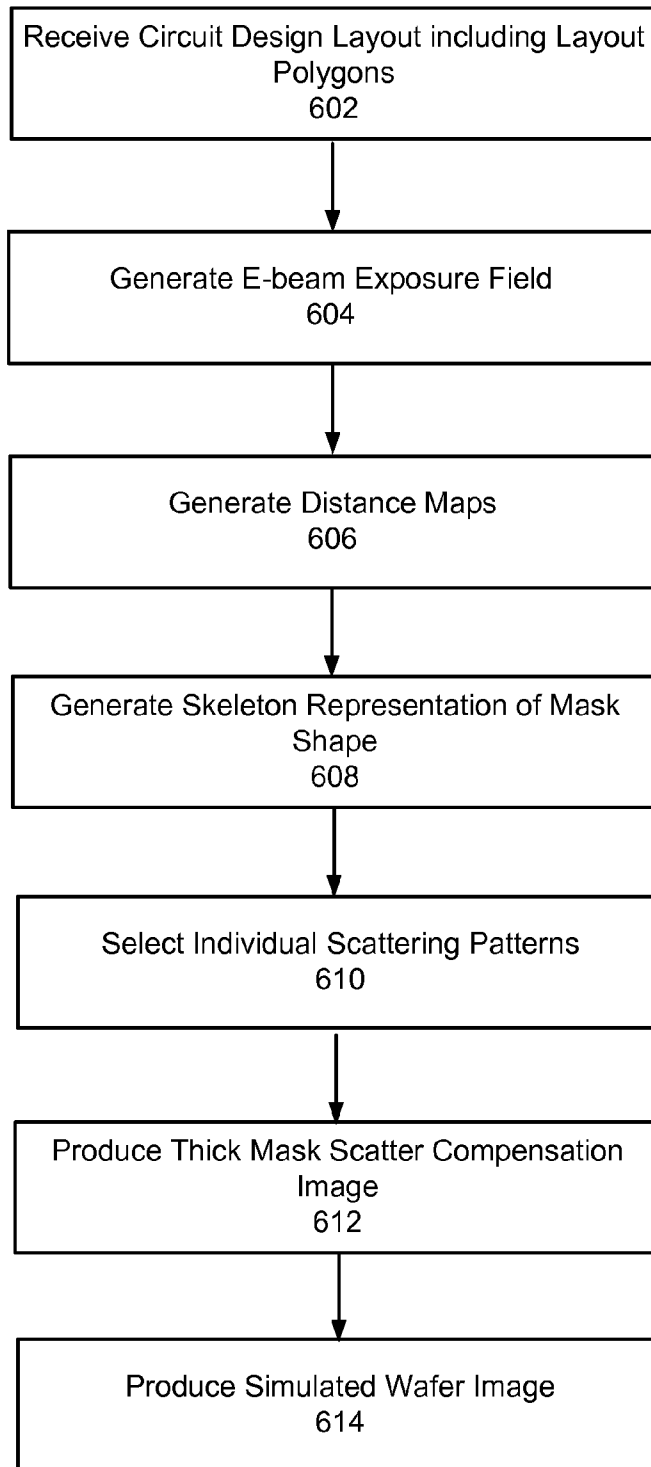 Receive Circuit Design Layout including Layout
Polygons
602
Generate E-beam Exposure Field
604
Generate Distance Maps
606
Generate Skeleton Representation of Mask
Shape
608
Select Individual Scattering Patterns
610
Produce Thick Mask Scatter Compensation
Image
612
Produce Simulated Wafer Image
614